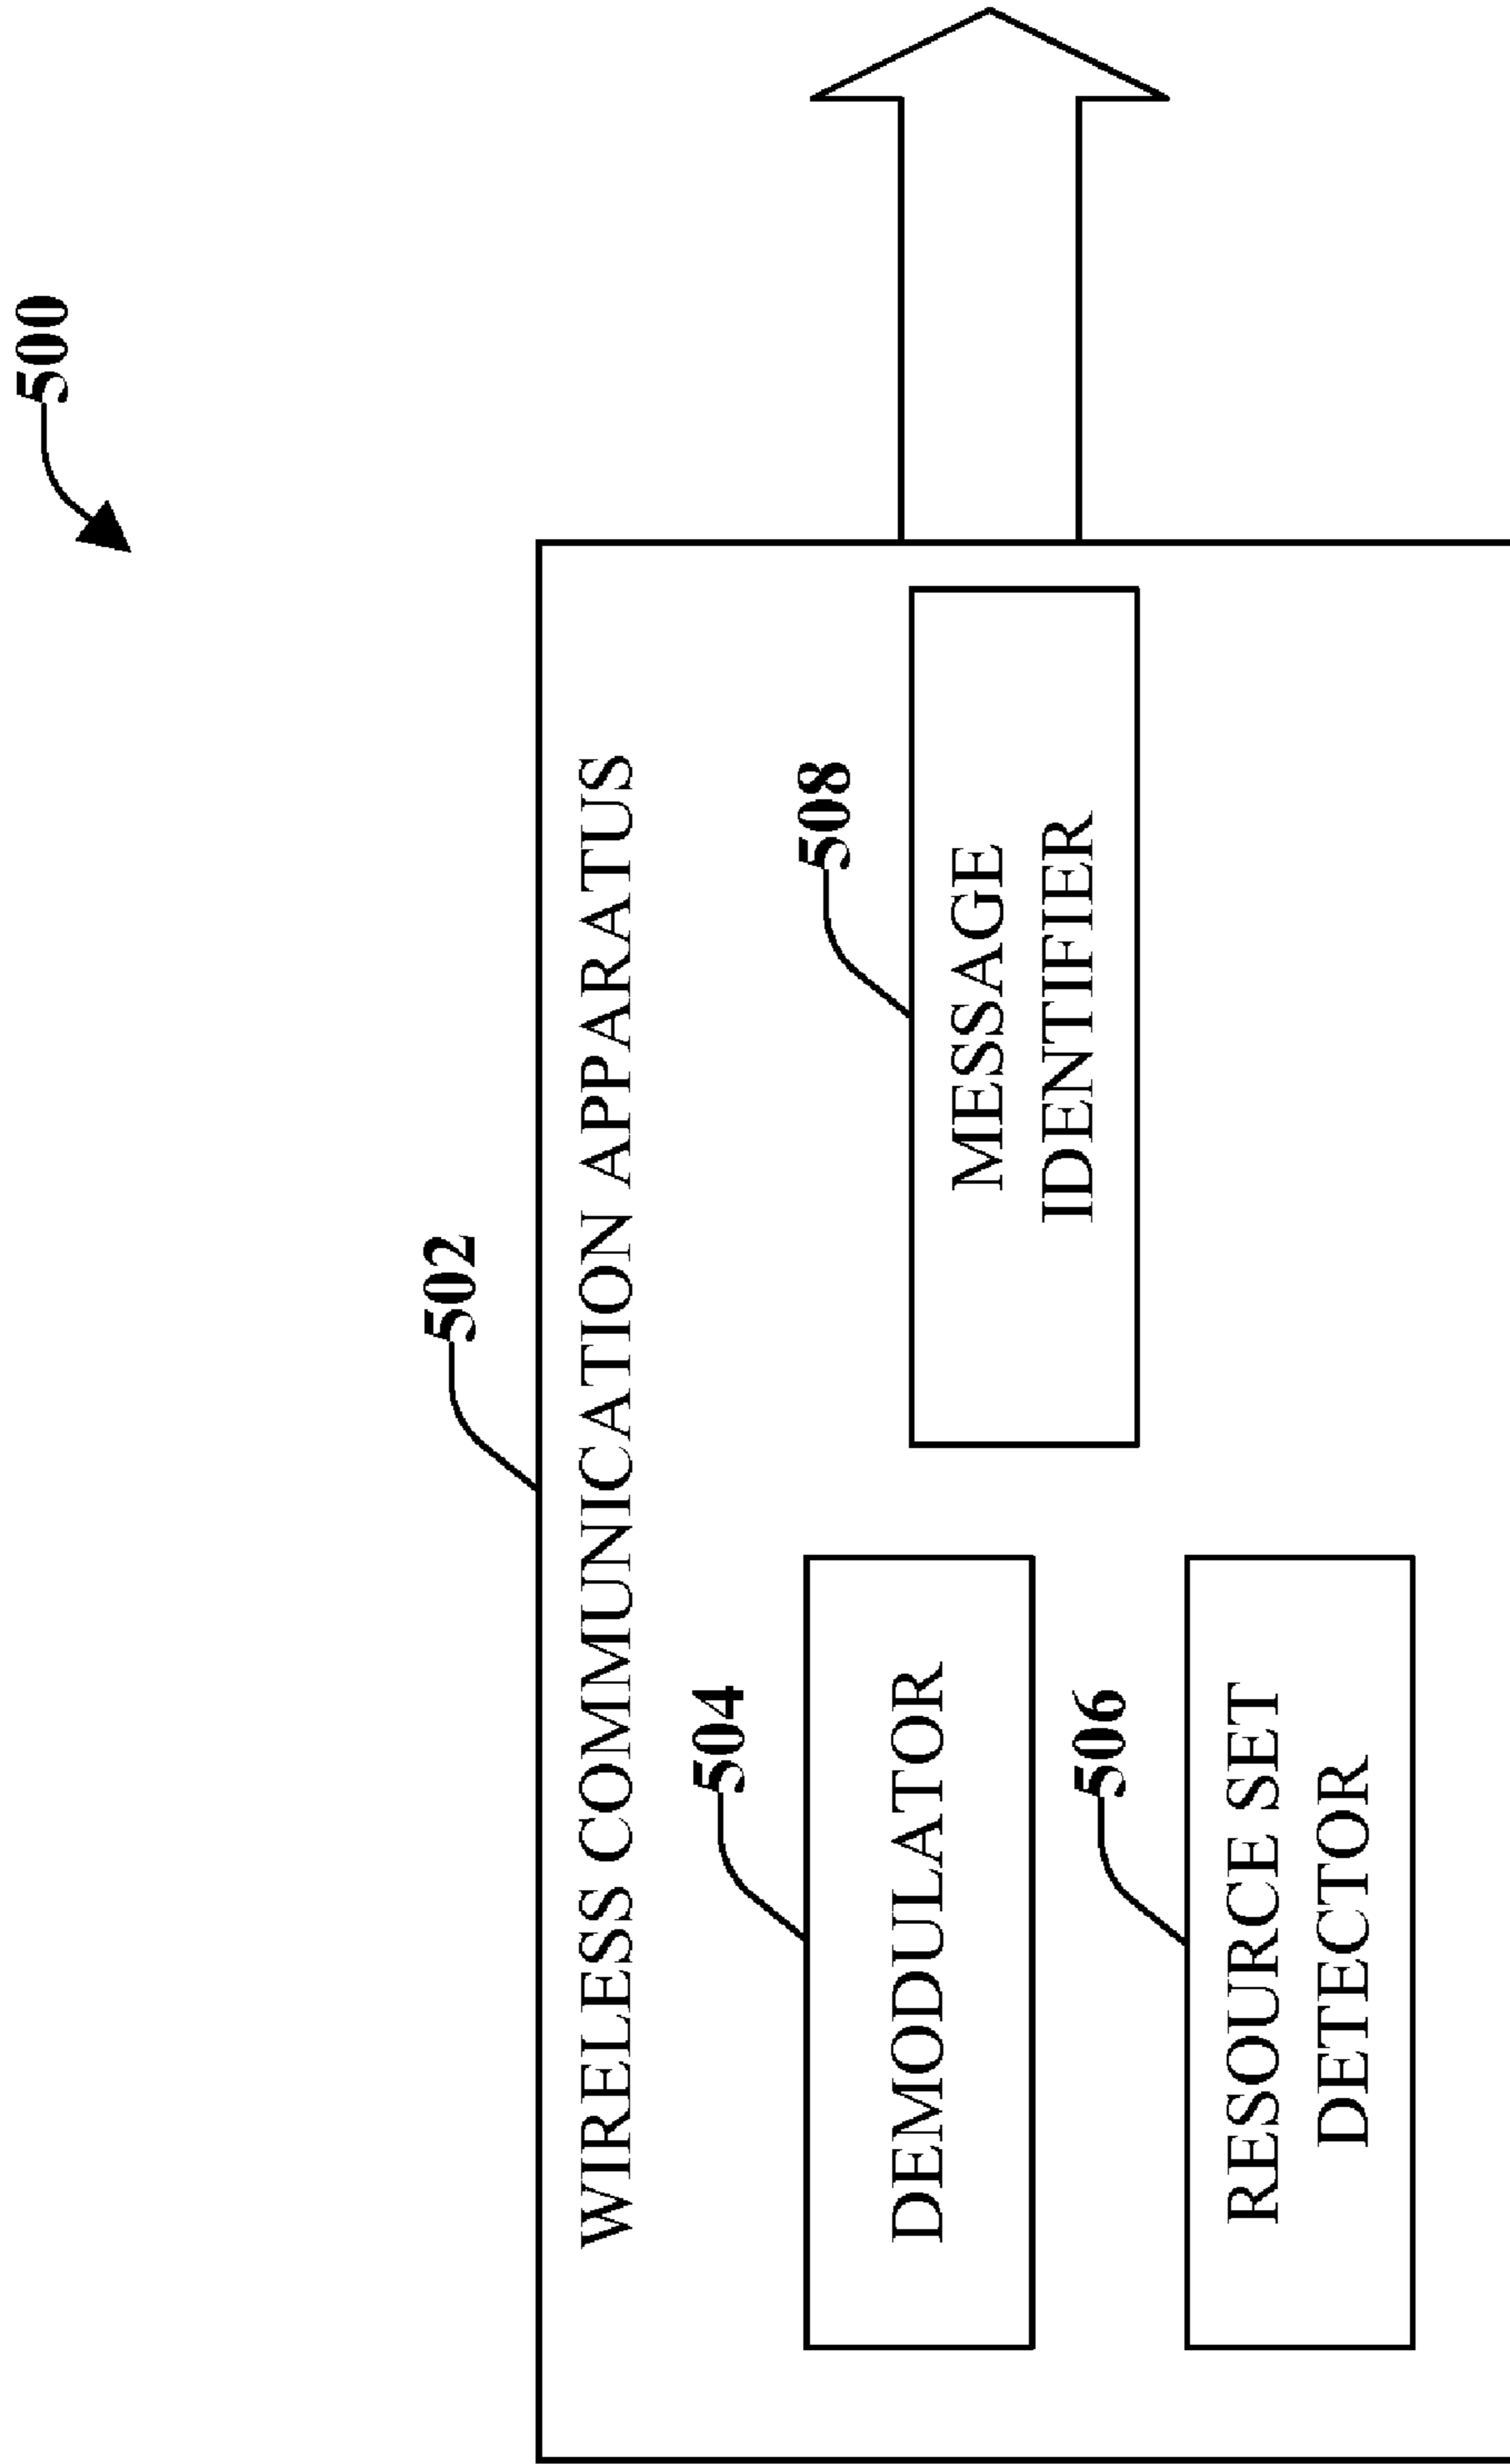 500
502
WIRELESS COMMUNICATION APPARATUS
504
DEMODULATOR
508
MESSAGE
IDENTIFIER
506
RESOURCE SET
DETECTOR